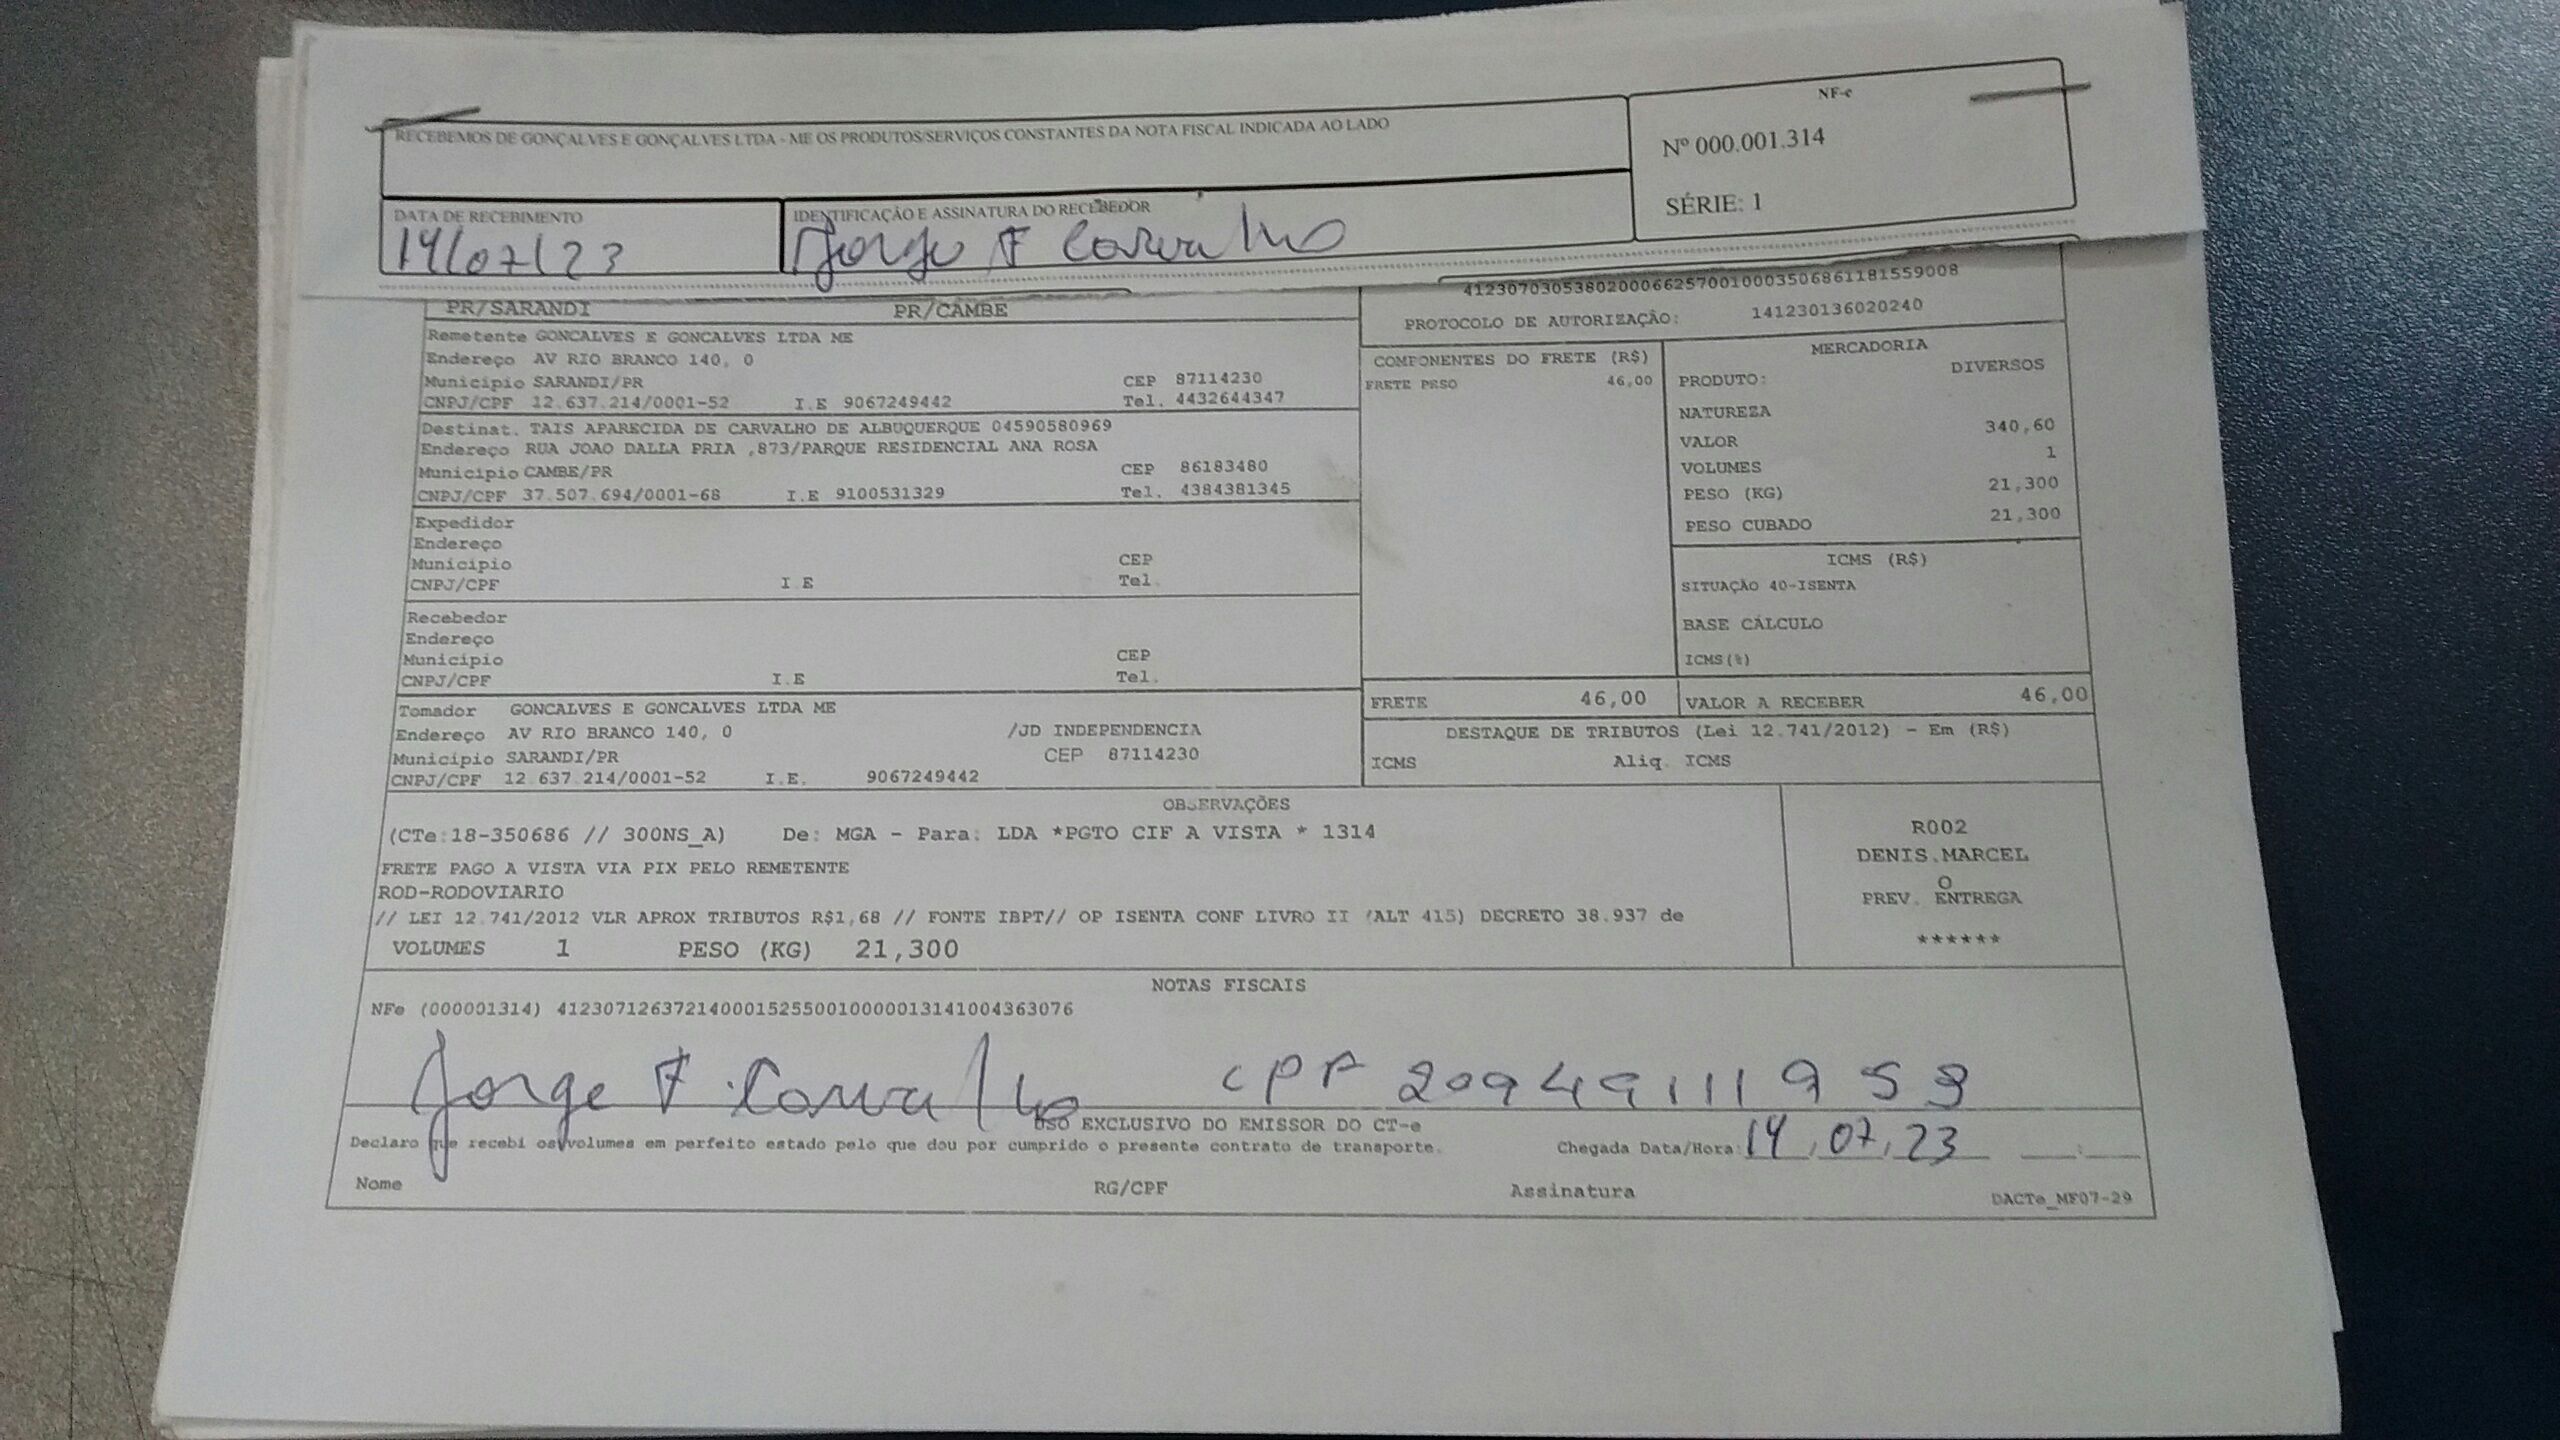 RECEBEMOS DE GONÇALVES E GONÇALVES LTDA - ME OS PRODUTOS/SERVIÇOS CONSTANTES DA NOTA FISCAL INDICADA AO LADO
NF-e
Nº 000.001.314
SÉRIE: 1
DATA DE RECEBIMENTO
14/07/23
IDENTIFICAÇÃO E ASSINATURA DO RECEBEDOR
Jorge F Carvalho
PR/SARANDI PR/CAMBE
41230703053802000662570010003506861181559008
PROTOCOLO DE AUTORIZAÇÃO: 141230136020240
Remetente GONCALVES E GONCALVES LTDA ME
Endereço AV RIO BRANCO 140, 0
Município SARANDI/PR CEP 87114230
CNPJ/CPF 12.637.214/0001-52 I.E 9067249442 Tel. 4432644347
Destinat. TAIS APARECIDA DE CARVALHO DE ALBUQUERQUE 04590580969
Endereço RUA JOAO DALLA PRIA ,873/PARQUE RESIDENCIAL ANA ROSA
Município CAMBE/PR CEP 86183480
CNPJ/CPF 37.507.694/0001-68 I.E 9100531329 Tel. 4384381345
Expedidor
Endereço
Município CEP
CNPJ/CPF I.E Tel.
Recebedor
Endereço
Município CEP
CNPJ/CPF I.E Tel.
Tomador GONCALVES E GONCALVES LTDA ME
Endereço AV RIO BRANCO 140, 0 /JD INDEPENDENCIA
Município SARANDI/PR CEP 87114230
CNPJ/CPF 12.637.214/0001-52 I.E. 9067249442
COMPONENTES DO FRETE (R$)
FRETE PESO 46,00
MERCADORIA
PRODUTO: DIVERSOS
NATUREZA
VALOR 340,60
VOLUMES 1
PESO (KG) 21,300
PESO CUBADO 21,300
ICMS (R$)
SITUAÇÃO 40-ISENTA
BASE CÁLCULO
ICMS(%)
FRETE 46,00 VALOR A RECEBER 46,00
DESTAQUE DE TRIBUTOS (Lei 12.741/2012) - Em (R$)
ICMS Aliq. ICMS
OBSERVAÇÕES
(CTe:18-350686 // 300NS_A) De: MGA - Para: LDA *PGTO CIF A VISTA * 1314
FRETE PAGO A VISTA VIA PIX PELO REMETENTE
ROD-RODOVIARIO
// LEI 12.741/2012 VLR APROX TRIBUTOS R$1,68 // FONTE IBPT// OP ISENTA CONF LIVRO II (ALT 415) DECRETO 38.937 de
VOLUMES 1 PESO (KG) 21,300
R002
DENIS.MARCEL
O
PREV. ENTREGA
******
NOTAS FISCAIS
NFe (000001314) 41230712637214000152550010000013141004363076
Jorge F. Carvalho CPF 20949111953
USO EXCLUSIVO DO EMISSOR DO CT-e
Declaro que recebi os volumes em perfeito estado pelo que dou por cumprido o presente contrato de transporte. Chegada Data/Hora: 14,07,23
Nome RG/CPF Assinatura DACTe_MF07-29